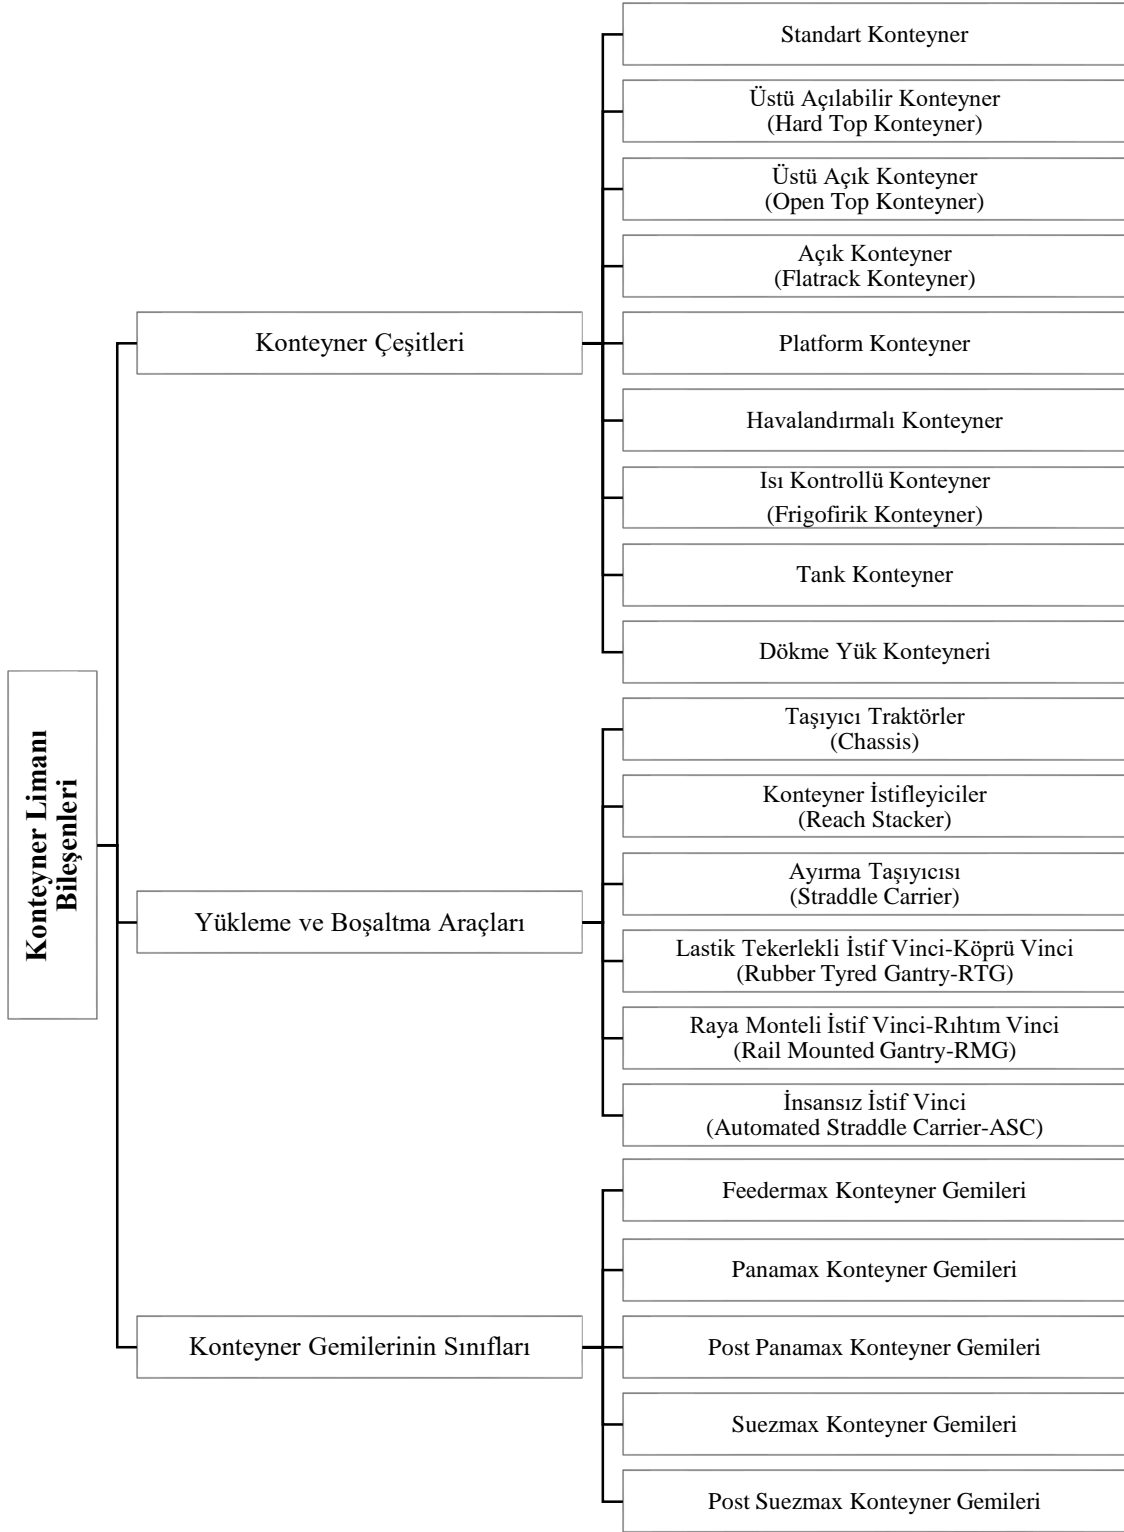 Konteyner Limanı
Bileşenleri
Konteyner Çeşitleri
Standart Konteyner
Üstü Açılabilir Konteyner
(Hard Top Konteyner)
Üstü Açık Konteyner
(Open Top Konteyner)
Açık Konteyner
(Flatrack Konteyner)
Platform Konteyner
Havalandırmalı Konteyner
Isı Kontrollü Konteyner
(Frigofirik Konteyner)
Tank Konteyner
Dökme Yük Konteyneri
Yükleme ve Boşaltma Araçları
Taşıyıcı Traktörler
(Chassis)
Konteyner İstifleyiciler
(Reach Stacker)
Ayırma Taşıyıcısı
(Straddle Carrier)
Lastik Tekerlekli İstif Vinci-Köprü Vinci
(Rubber Tyred Gantry-RTG)
Raya Monteli İstif Vinci-Rıhtım Vinci
(Rail Mounted Gantry-RMG)
İnsansız İstif Vinci
(Automated Straddle Carrier-ASC)
Konteyner Gemilerinin Sınıfları
Feedermax Konteyner Gemileri
Panamax Konteyner Gemileri
Post Panamax Konteyner Gemileri
Suezmax Konteyner Gemileri
Post Suezmax Konteyner Gemileri